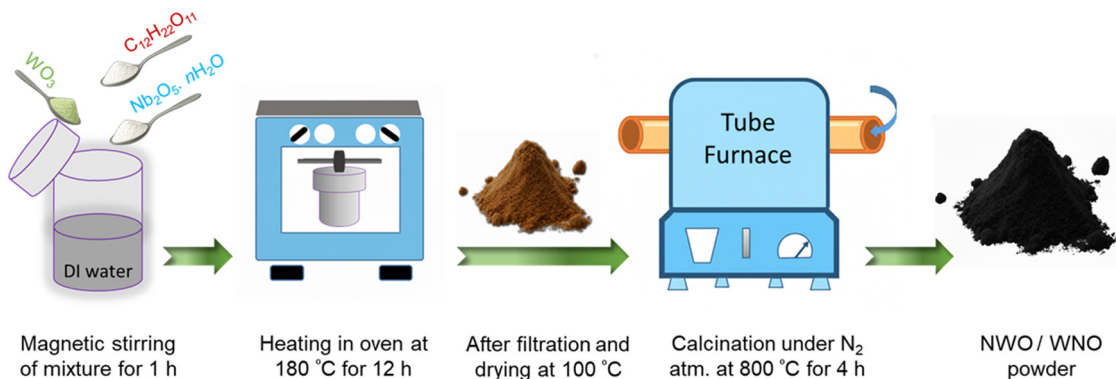 WO₃
C₁₂H₂₂O₁₁
Nb₂O₅. nH₂O
DI water
Tube
Furnace
Magnetic stirring
of mixture for 1 h
Heating in oven at
180 °C for 12 h
After filtration and
drying at 100 °C
Calcination under N₂
atm. at 800 °C for 4 h
NWO / WNO
powder